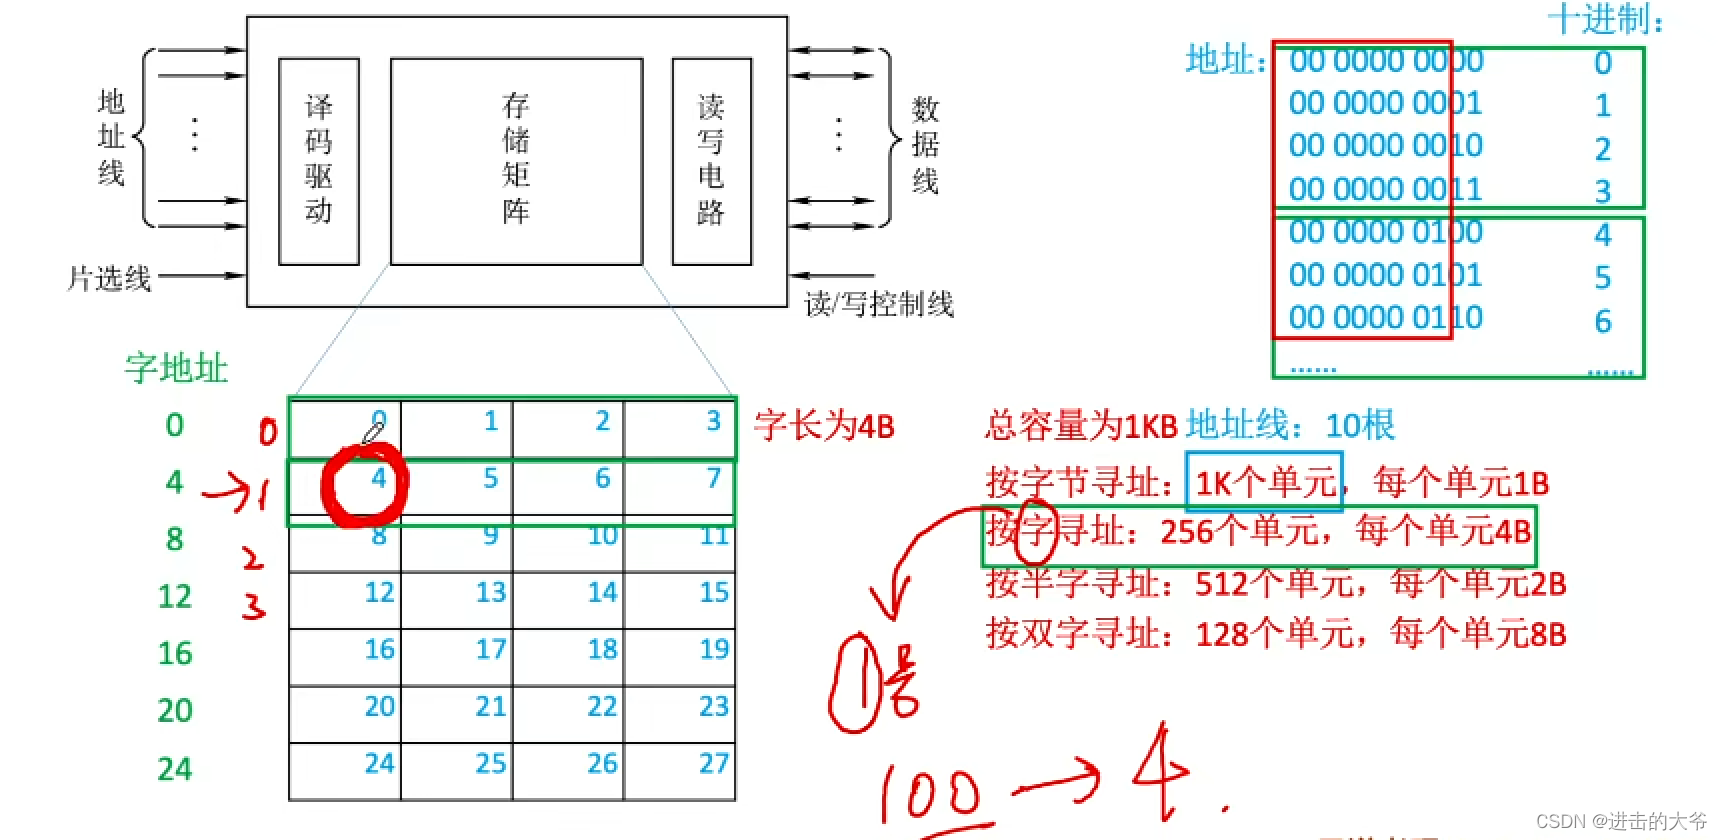 十进制：
地址：
00 0000 0000 0
00 0000 0001 1
00 0000 0010 2
00 0000 0011 3
00 0000 0100 4
00 0000 0101 5
00 0000 0110 6
...... ......
地址线
译码驱动
存储矩阵
读写电路
数据线
片选线
读/写控制线
字地址
0 0 0 1 2 3 字长为4B
4 →1 4 5 6 7
8 2 8 9 10 11
12 3 12 13 14 15
16 16 17 18 19
20 20 21 22 23
24 24 25 26 27
总容量为1KB 地址线：10根
按字节寻址：1K个单元，每个单元1B
按字寻址：256个单元，每个单元4B
按半字寻址：512个单元，每个单元2B
按双字寻址：128个单元，每个单元8B
1号
100 → 4.
CSDN @进击的大爷